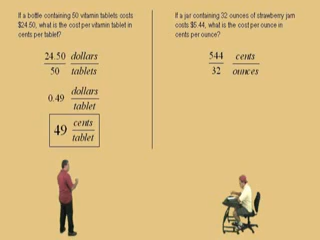 If a bottle containing 50 vitamin tablets costs
$24.50, what is the cost per vitamin tablet in
cents per tablet?
24.50 dollars
50 tablets
0.49 dollars
tablet
49 cents
tablet
If a jar containing 32 ounces of strawberry jam
costs $5.44, what is the cost per ounce in
cents per ounce?
544 cents
32 ounces